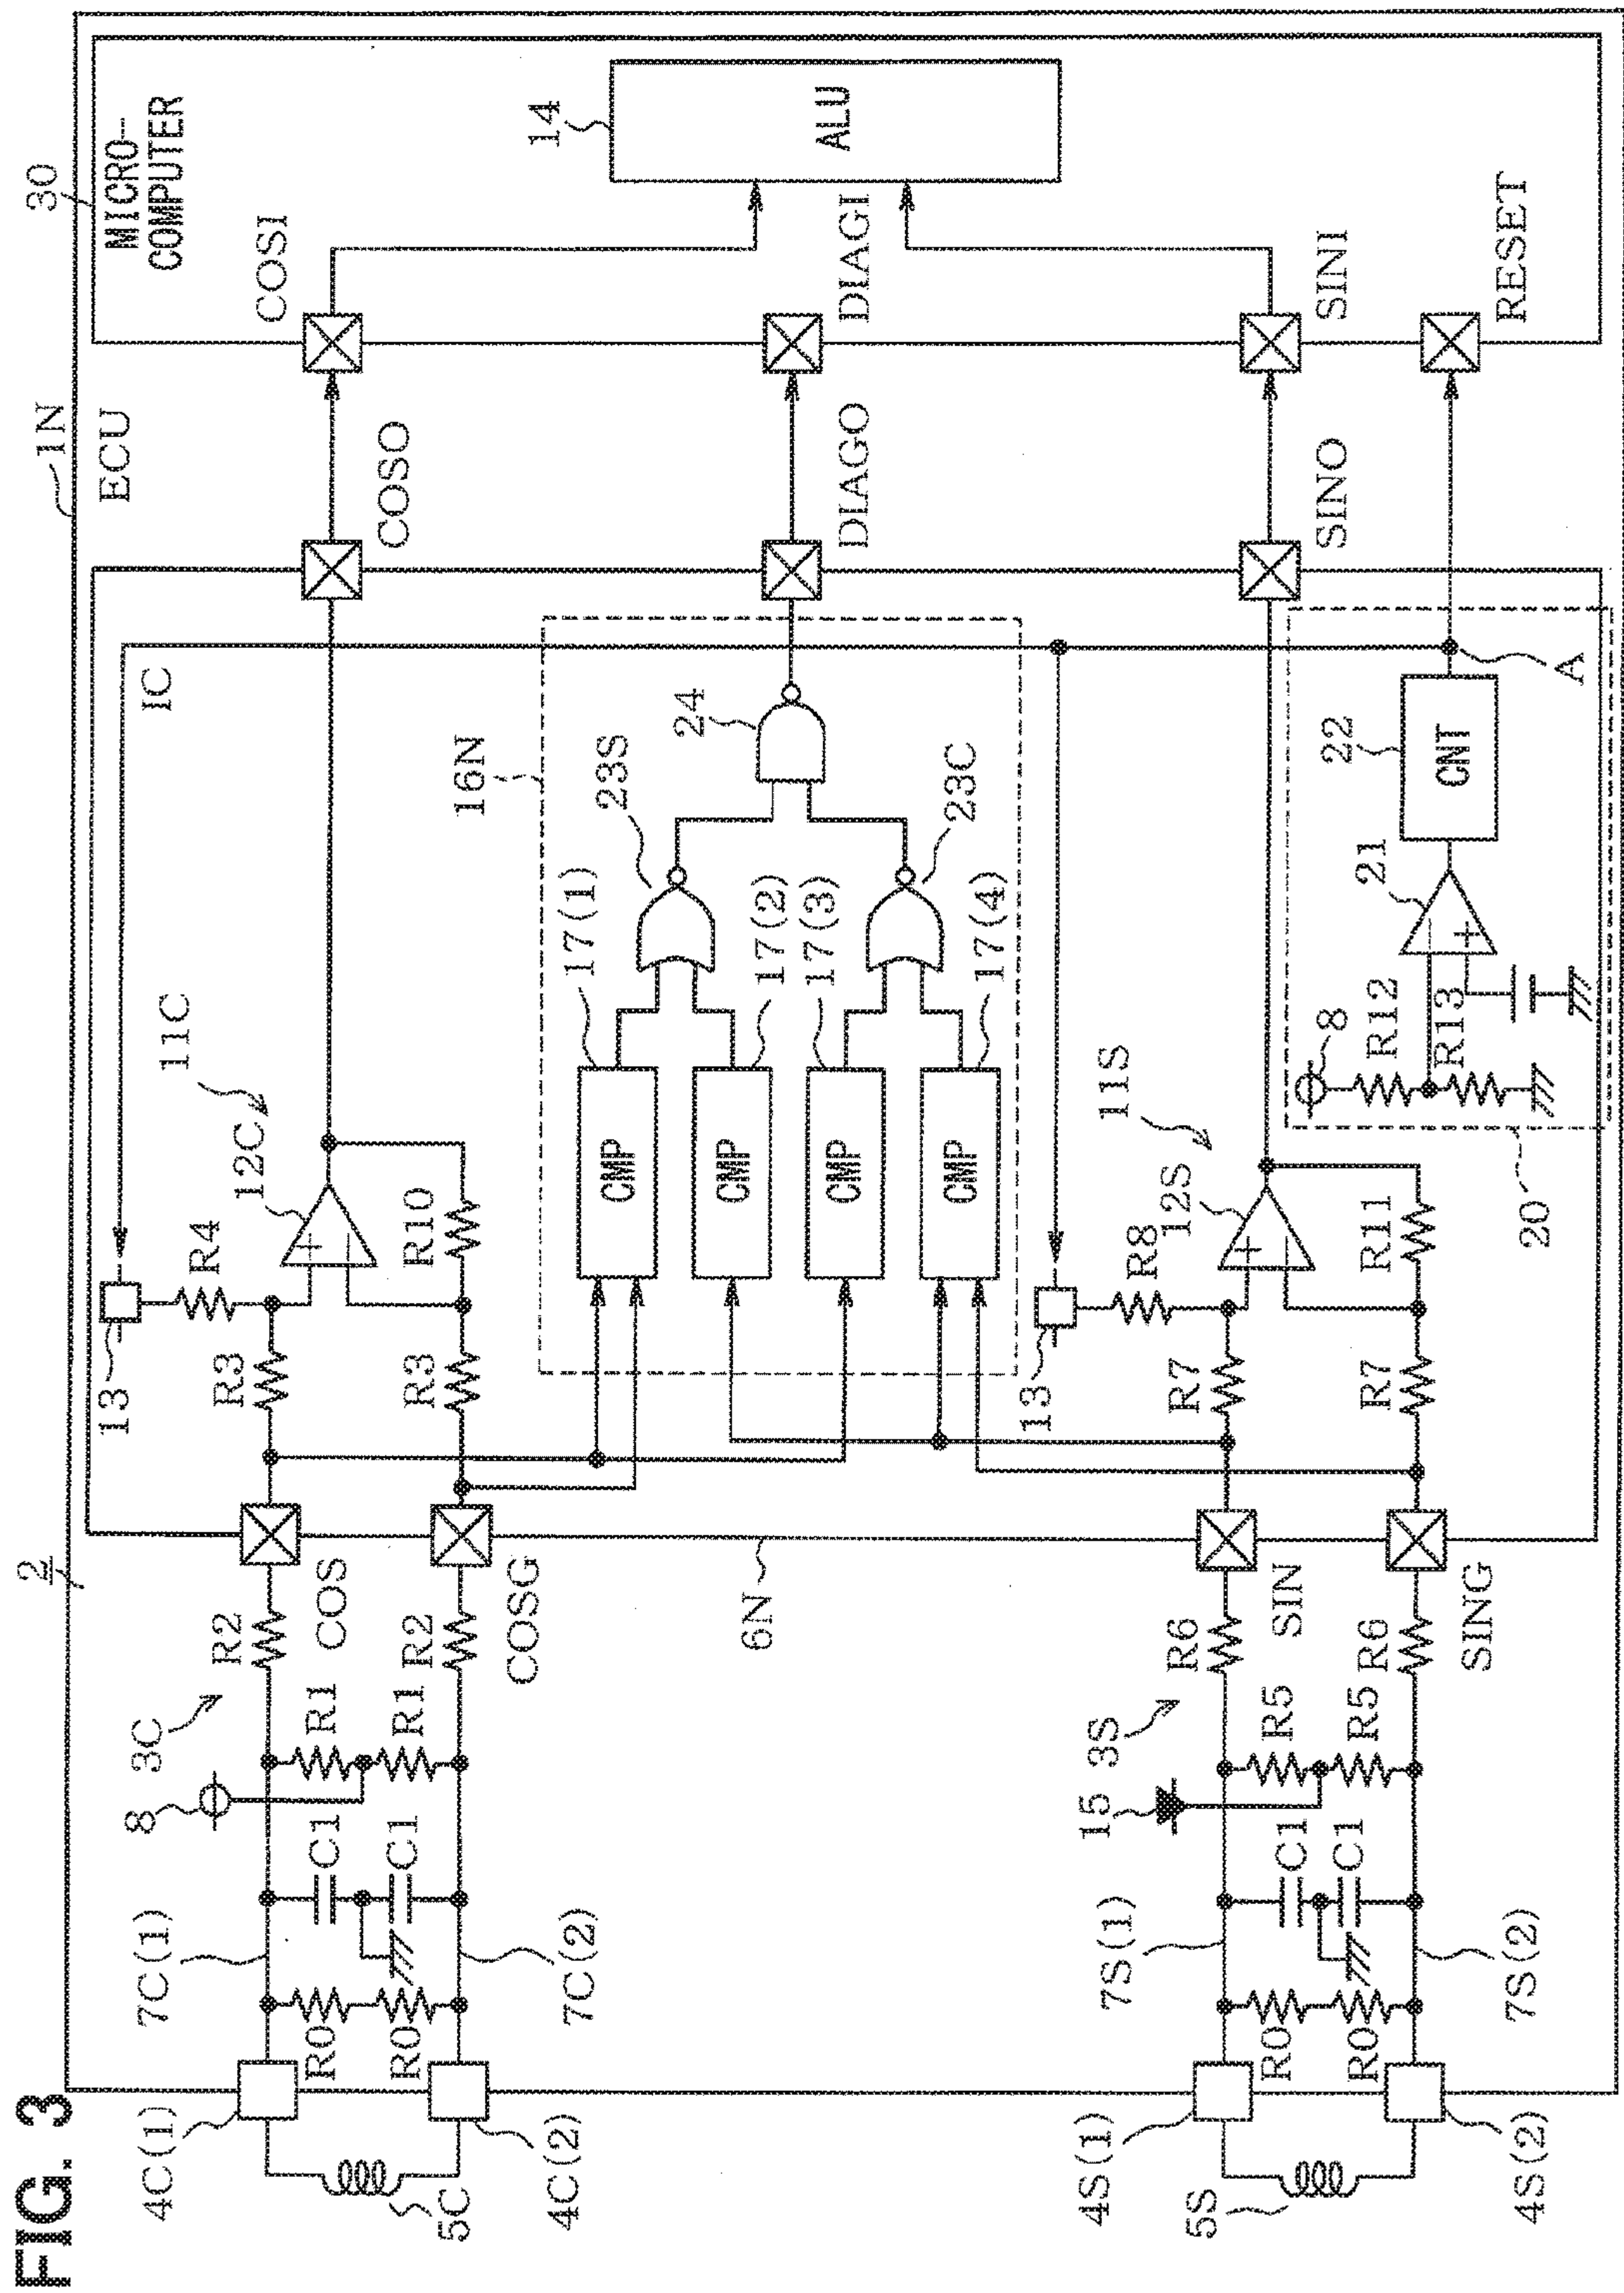 FIG. 3
2
1N
ECU
30
MICRO-
COMPUTER
4C(1)
7C(1)
8
3C
R2
COS
13
R3
R4
12C
11C
IC
COSO
COSI
14
ALU
5C
R0
R0
C1
C1
R1
R1
R2
COSG
4C(2)
7C(2)
R3
R10
16N
17(1)
23S
24
CMP
CMP
CMP
CMP
17(2)
17(3)
17(4)
23C
DIAGO
DIAGI
6N
4S(1)
7S(1)
15
3S
R6
SIN
13
R7
R8
12S
11S
SINO
SINI
5S
R0
R0
C1
C1
R5
R5
R6
SING
4S(2)
7S(2)
R7
R11
20
8
R12
R13
21
22
CNT
A
RESET